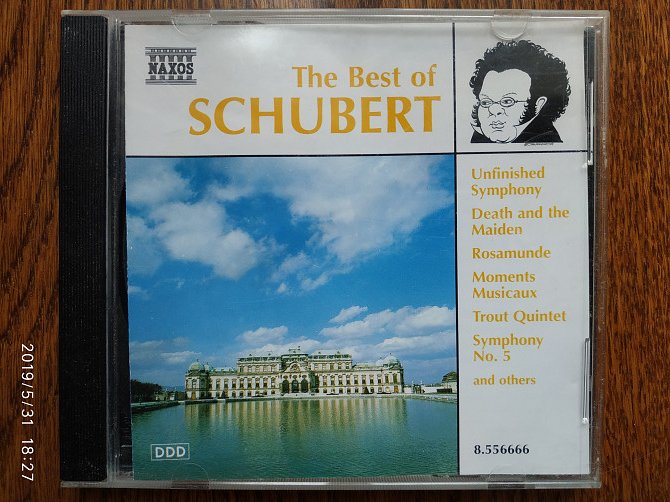 NAXOS
The Best of
SCHUBERT
Unfinished
Symphony
Death and the
Maiden
Rosamunde
Moments
Musicaux
Trout Quintet
Symphony
No. 5
and others
DDD
8.556666
2019/5/31 18:27